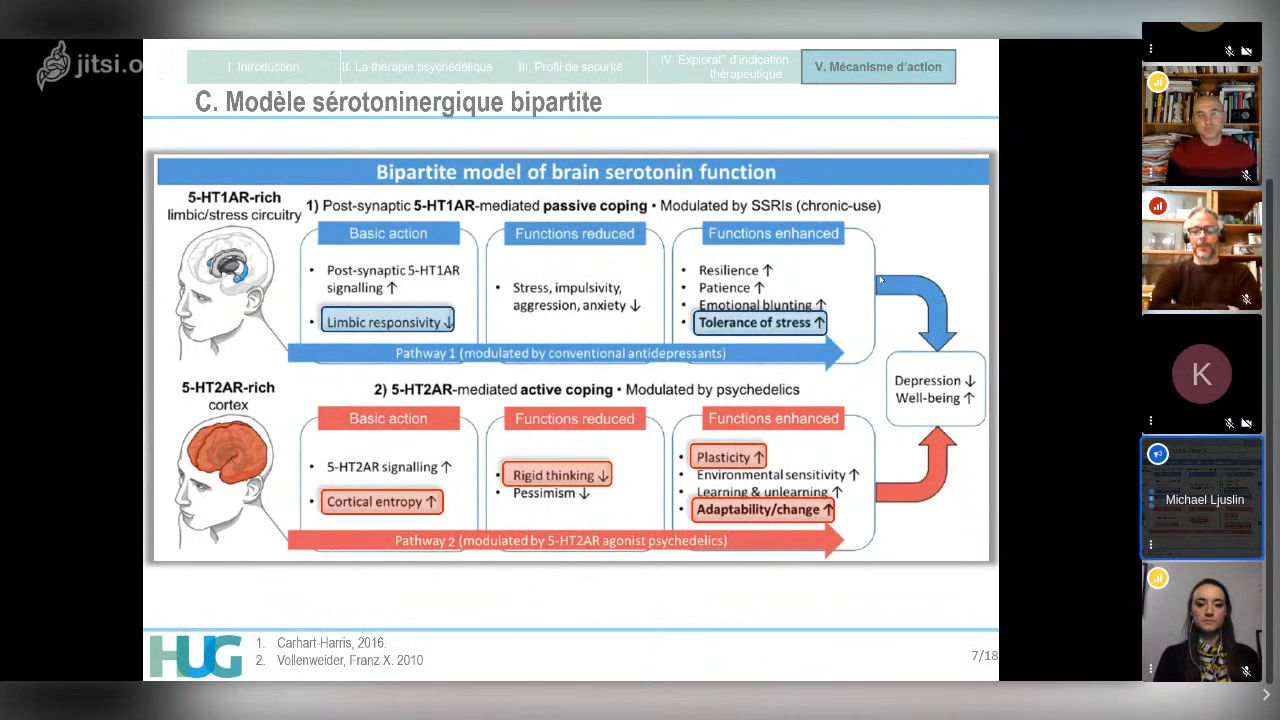 jitsi.o
I. Introduction
II. La thérapie psychédélique
III. Profil de securité
IV Explorat° d'indication
thérapeutique
V. Mécanisme d'action
C. Modèle sérotoninergique bipartite
Bipartite model of brain serotonin function
5-HT1AR-rich
limbic/stress circuitry
1) Post-synaptic 5-HT1AR-mediated passive coping • Modulated by SSRIs (chronic-use)
Basic action
Functions reduced
Functions enhanced
• Post-synaptic 5-HT1AR
signalling ↑
• Limbic responsivity ↓
• Stress, impulsivity,
aggression, anxiety ↓
• Resilience ↑
• Patience ↑
• Emotional blunting ↑
• Tolerance of stress ↑
Pathway 1 (modulated by conventional antidepressants)
Depression ↓
Well-being ↑
5-HT2AR-rich
cortex
2) 5-HT2AR-mediated active coping • Modulated by psychedelics
Basic action
Functions reduced
Functions enhanced
• 5-HT2AR signalling ↑
• Cortical entropy ↑
• Rigid thinking ↓
• Pessimism ↓
• Plasticity ↑
• Environmental sensitivity ↑
• Learning & unlearning ↑
• Adaptability/change ↑
Pathway 2 (modulated by 5-HT2AR agonist psychedelics)
HUG
1. Carhart-Harris, 2016.
2. Vollenweider, Franz X. 2010
7/18
K
Michael Ljuslin